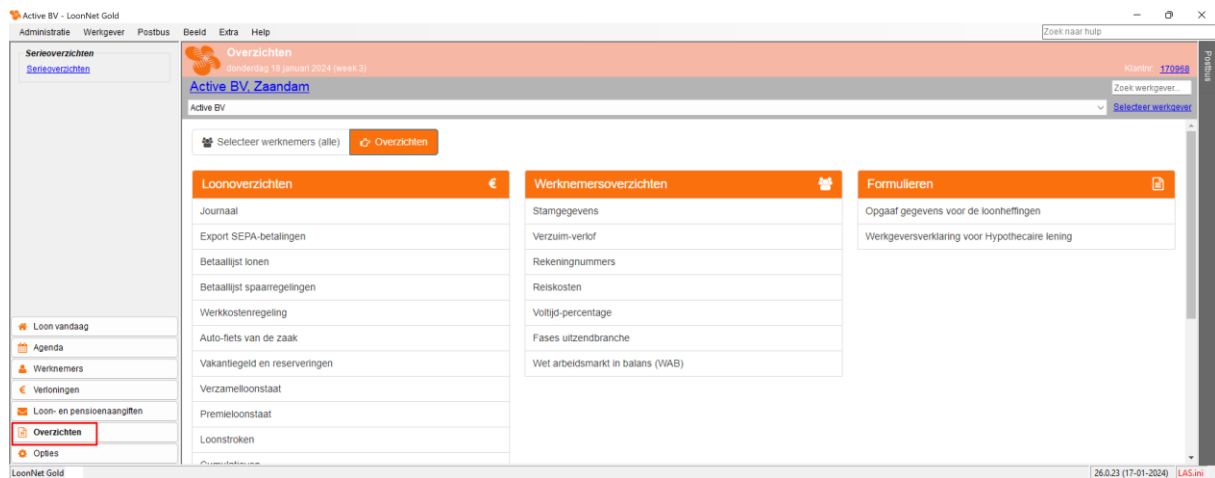 Active BV - LoonNet Gold
Administratie Werkgever Postbus Beeld Extra Help
Zoek naar hulp
Serieoverzichten
Serieoverzichten
Overzichten
donderdag 18 januari 2024 (week 3)
Klantnr. 170968
Postbus
Active BV, Zaandam
Zoek werkgever...
Active BV
Selecteer werkgever
Selecteer werknemers (alle)
Overzichten
Loonoverzichten €
Journaal
Export SEPA-betalingen
Betaallijst lonen
Betaallijst spaarregelingen
Werkkostenregeling
Auto-fiets van de zaak
Vakantiegeld en reserveringen
Verzamelloonstaat
Premieloonstaat
Loonstroken
Cumulatieven
Werknemersoverzichten
Stamgegevens
Verzuim-verlof
Rekeningnummers
Reiskosten
Voltijd-percentage
Fases uitzendbranche
Wet arbeidsmarkt in balans (WAB)
Formulieren
Opgaaf gegevens voor de loonheffingen
Werkgeversverklaring voor Hypothecaire lening
Loon vandaag
Agenda
Werknemers
€ Verloningen
Loon- en pensioenaangiften
Overzichten
Opties
LoonNet Gold
26.0.23 (17-01-2024) LAS.ini